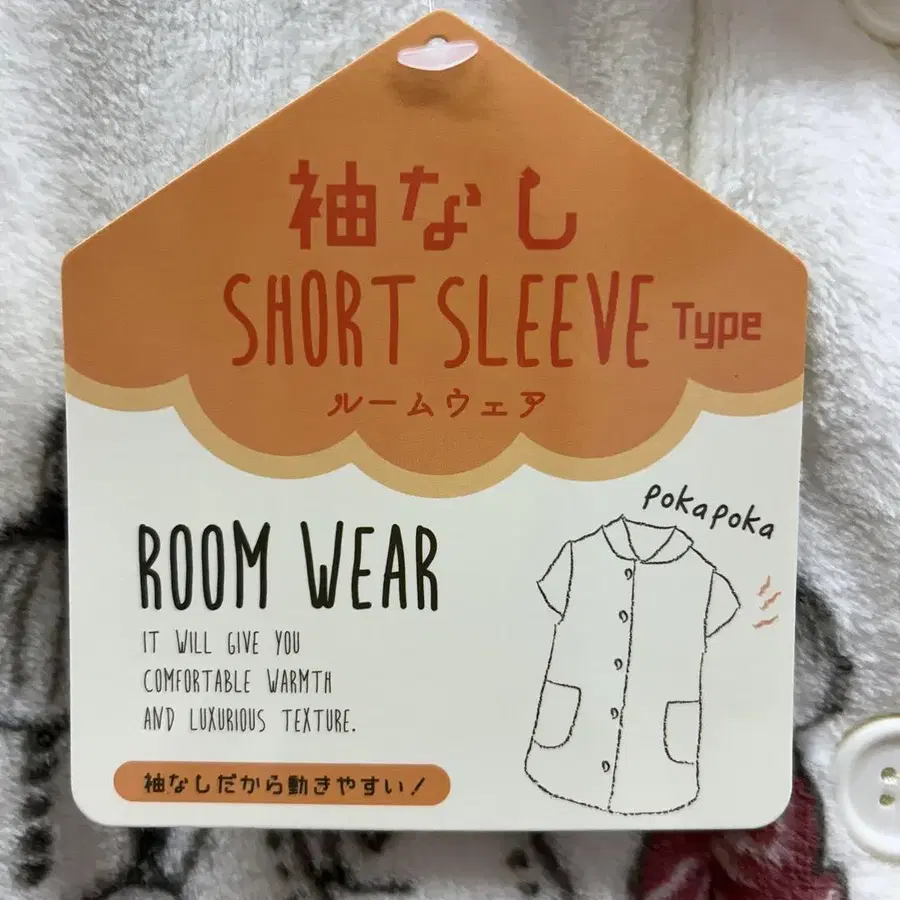 袖なし
SHORT SLEEVE Type
ルームウェア
pokapoka
ROOM WEAR
IT WILL GIVE YOU
COMFORTABLE WARMTH
AND LUXURIOUS TEXTURE.
袖なしだから動きやすい!